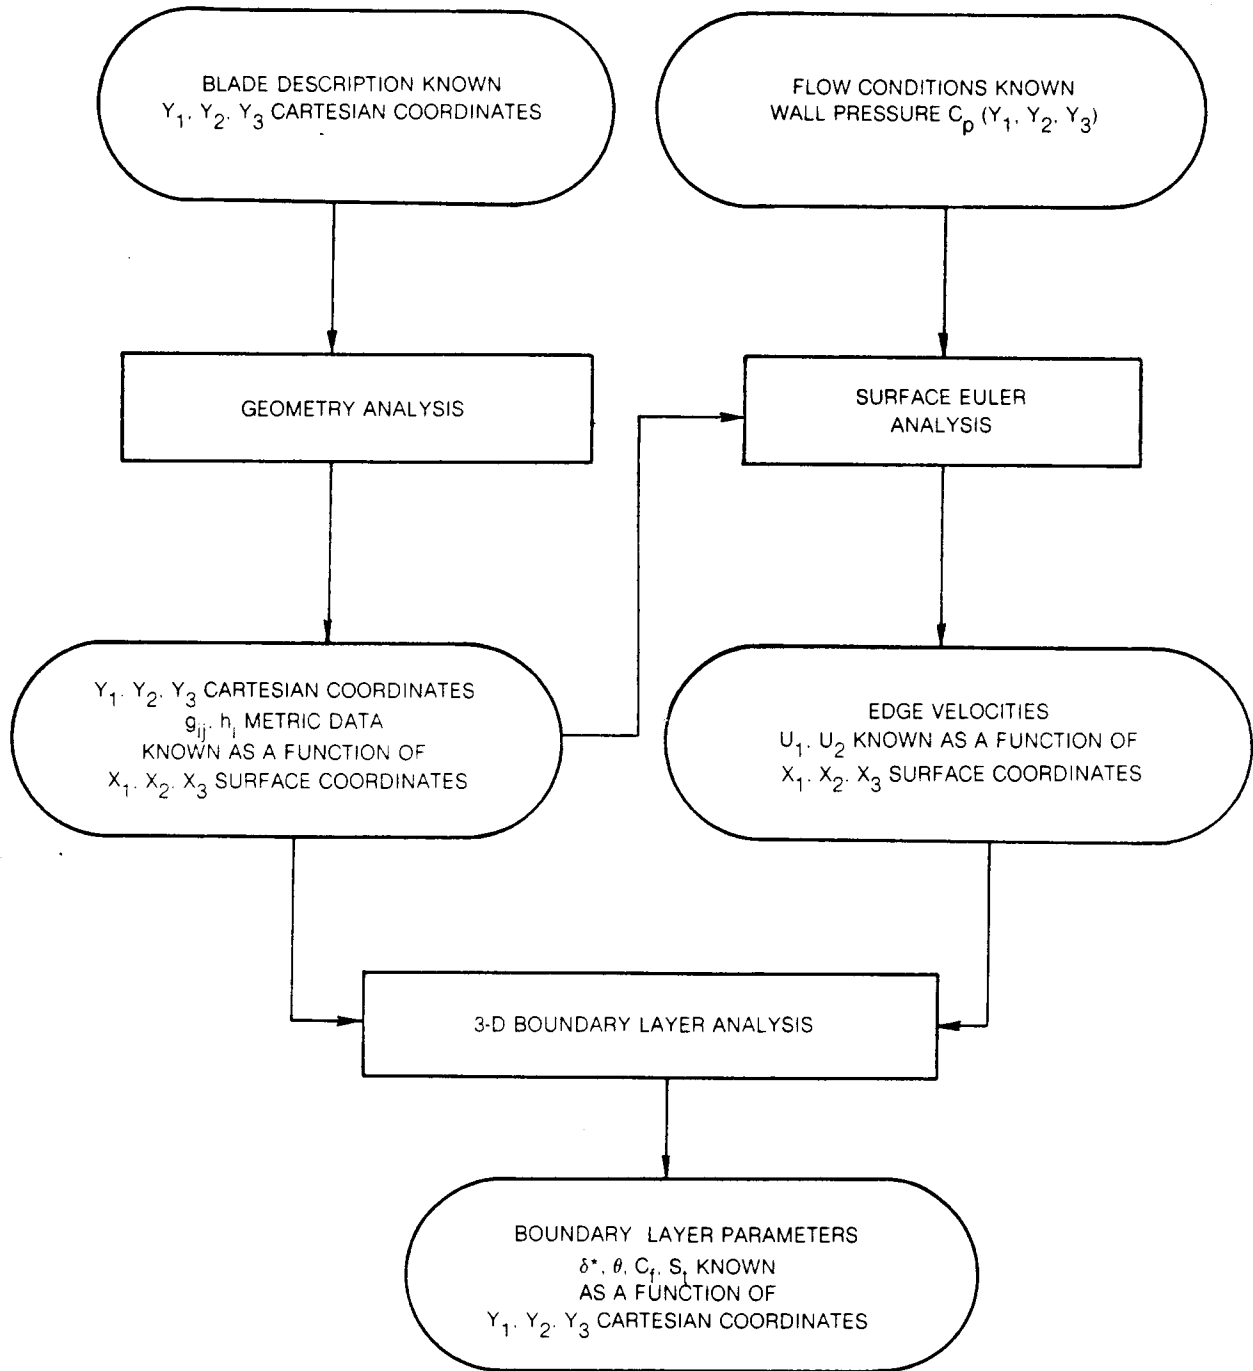 BLADE DESCRIPTION KNOWN
Y₁, Y₂, Y₃ CARTESIAN COORDINATES
FLOW CONDITIONS KNOWN
WALL PRESSURE Cₚ (Y₁, Y₂, Y₃)
GEOMETRY ANALYSIS
SURFACE EULER
ANALYSIS
Y₁, Y₂, Y₃ CARTESIAN COORDINATES
gᵢⱼ, hᵢ METRIC DATA
KNOWN AS A FUNCTION OF
X₁, X₂, X₃ SURFACE COORDINATES
EDGE VELOCITIES
U₁, U₂ KNOWN AS A FUNCTION OF
X₁, X₂, X₃ SURFACE COORDINATES
3-D BOUNDARY LAYER ANALYSIS
BOUNDARY LAYER PARAMETERS
δ*, θ, C_f, Sₜ KNOWN
AS A FUNCTION OF
Y₁, Y₂, Y₃ CARTESIAN COORDINATES